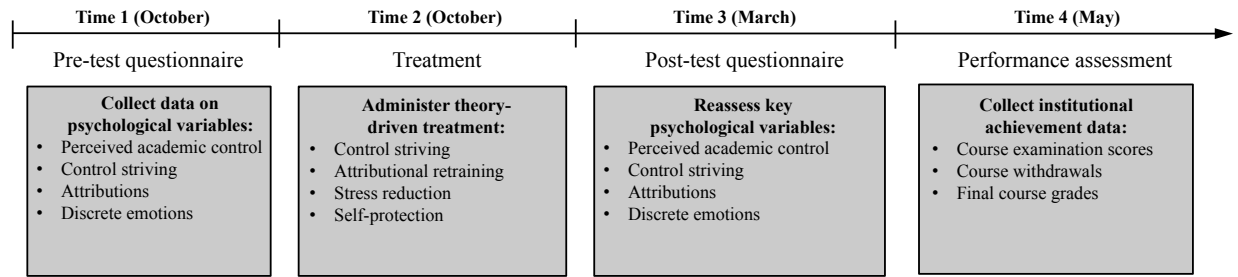 Time 1 (October)
Time 2 (October)
Time 3 (March)
Time 4 (May)
Pre-test questionnaire
Treatment
Post-test questionnaire
Performance assessment
Collect data on
psychological variables:
• Perceived academic control
• Control striving
• Attributions
• Discrete emotions
Administer theory-
driven treatment:
• Control striving
• Attributional retraining
• Stress reduction
• Self-protection
Reassess key
psychological variables:
• Perceived academic control
• Control striving
• Attributions
• Discrete emotions
Collect institutional
achievement data:
• Course examination scores
• Course withdrawals
• Final course grades